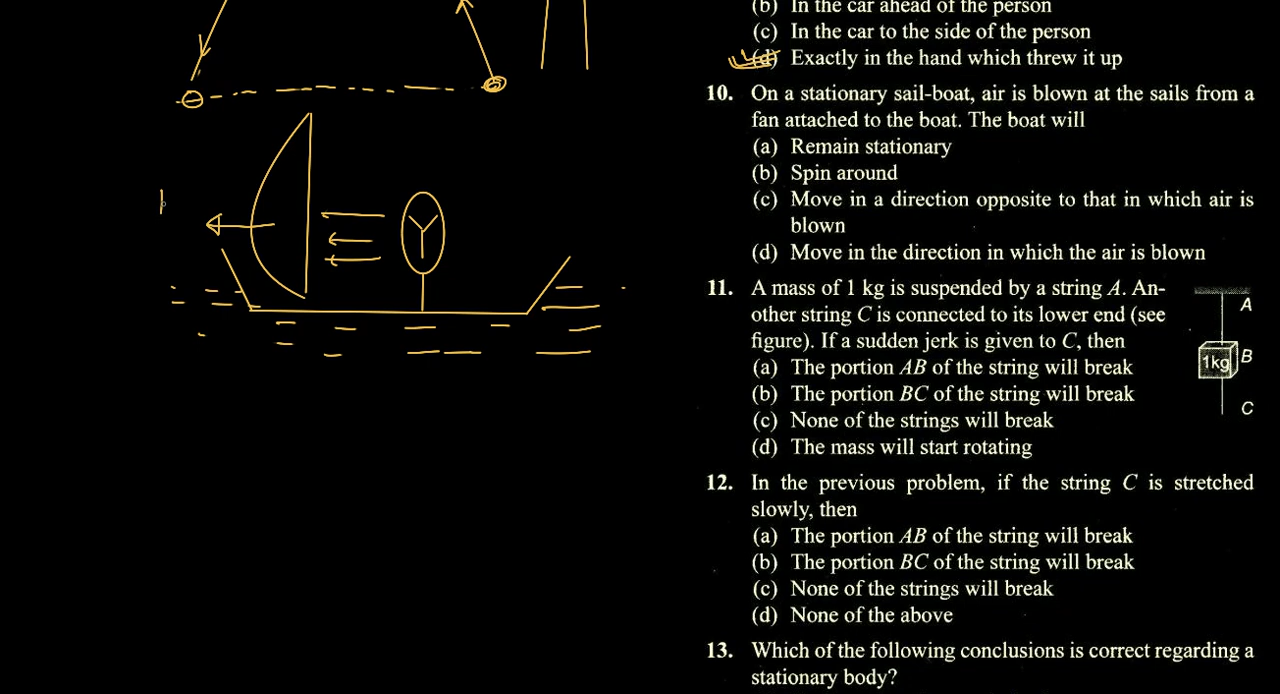 (b) In the car ahead of the person
(c) In the car to the side of the person
(d) Exactly in the hand which threw it up
10. On a stationary sail-boat, air is blown at the sails from a
fan attached to the boat. The boat will
(a) Remain stationary
(b) Spin around
(c) Move in a direction opposite to that in which air is
blown
(d) Move in the direction in which the air is blown
11. A mass of 1 kg is suspended by a string A. An-
other string C is connected to its lower end (see
figure). If a sudden jerk is given to C, then
(a) The portion AB of the string will break
(b) The portion BC of the string will break
(c) None of the strings will break
(d) The mass will start rotating
A
1kg B
C
12. In the previous problem, if the string C is stretched
slowly, then
(a) The portion AB of the string will break
(b) The portion BC of the string will break
(c) None of the strings will break
(d) None of the above
13. Which of the following conclusions is correct regarding a
stationary body?